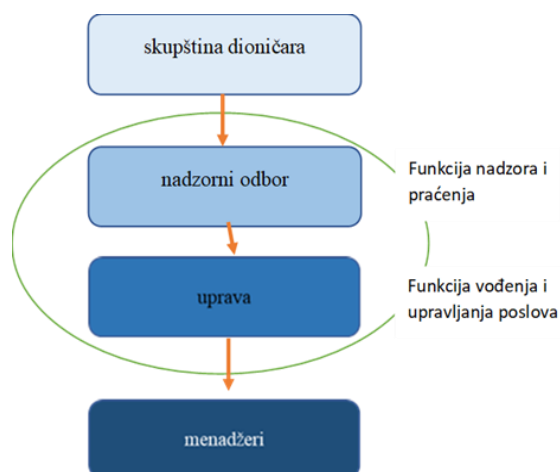 skupština dioničara
nadzorni odbor
Funkcija nadzora i
praćenja
uprava
Funkcija vođenja i
upravljanja poslova
menadžeri